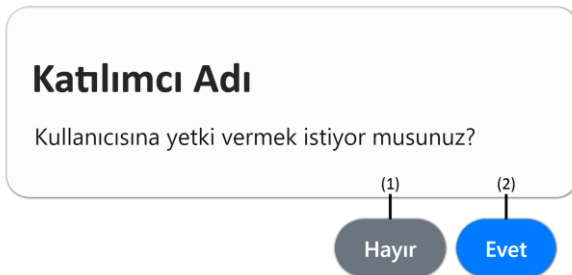 Katılımcı Adı
Kullanıcısına yetki vermek istiyor musunuz?
(1) (2)
Hayır Evet